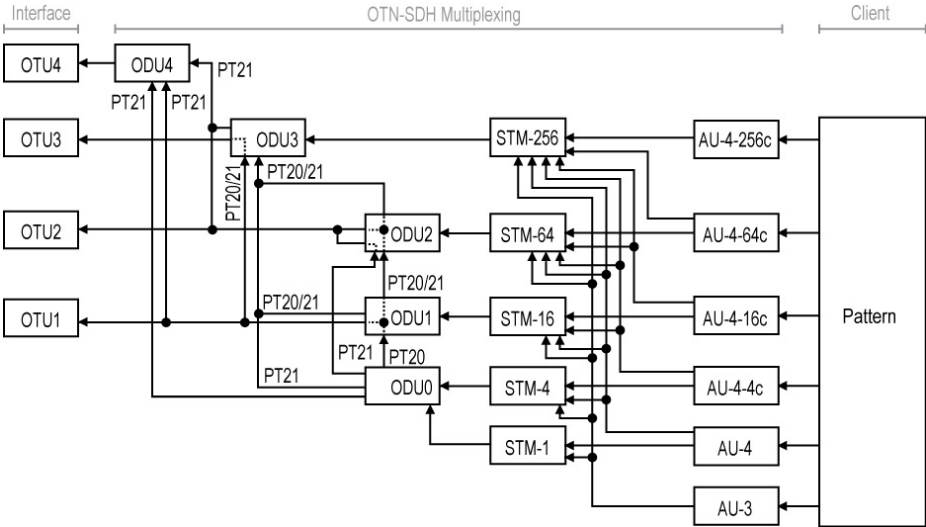 Interface
OTN-SDH Multiplexing
Client
OTU4
ODU4
PT21
PT21
PT21
OTU3
ODU3
STM-256
AU-4-256c
PT20/21
PT20/21
OTU2
ODU2
STM-64
AU-4-64c
PT20/21
PT20/21
OTU1
ODU1
STM-16
AU-4-16c
Pattern
PT21
PT20
PT21
ODU0
STM-4
AU-4-4c
STM-1
AU-4
AU-3